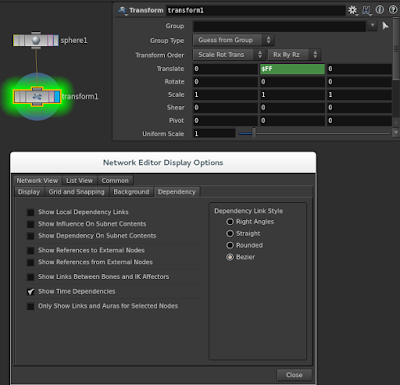 sphere1
transform1
Transform transform1
Group
Group Type Guess from Group
Transform Order Scale Rot Trans Rx Ry Rz
Translate 0 $FF 0
Rotate 0 0 0
Scale 1 1 1
Shear 0 0 0
Pivot 0 0 0
Uniform Scale 1
Network Editor Display Options
Network View List View Common
Display Grid and Snapping Background Dependency
Show Local Dependency Links
Show Influence On Subnet Contents
Show Dependency On Subnet Contents
Show References to External Nodes
Show References from External Nodes
Show Links Between Bones and IK Affectors
Show Time Dependencies
Only Show Links and Auras for Selected Nodes
Dependency Link Style
Right Angles
Straight
Rounded
Bezier
Close